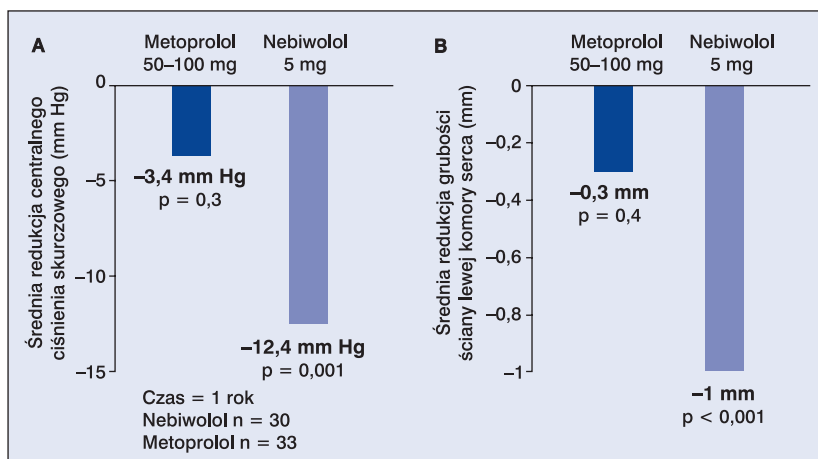 A
Metoprolol
50–100 mg
Nebiwolol
5 mg
Średnia redukcja centralnego
ciśnienia skurczowego (mm Hg)
0
–5
–10
–15
–3,4 mm Hg
p = 0,3
–12,4 mm Hg
p = 0,001
Czas = 1 rok
Nebiwolol n = 30
Metoprolol n = 33
B
Metoprolol
50–100 mg
Nebiwolol
5 mg
Średnia redukcja grubości
ściany lewej komory serca (mm)
0
–0,2
–0,4
–0,6
–0,8
–1
–0,3 mm
p = 0,4
–1 mm
p < 0,001